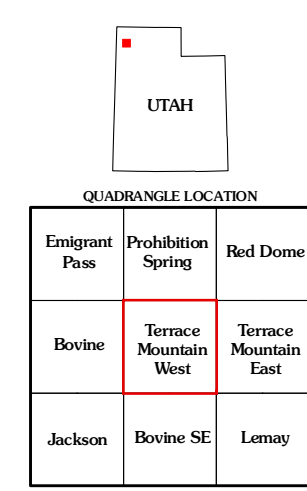 UTAH
QUADRANGLE LOCATION
Emigrant
Pass
Prohibition
Spring
Red Dome
Bovine
Terrace
Mountain
West
Terrace
Mountain
East
Jackson
Bovine SE
Lemay